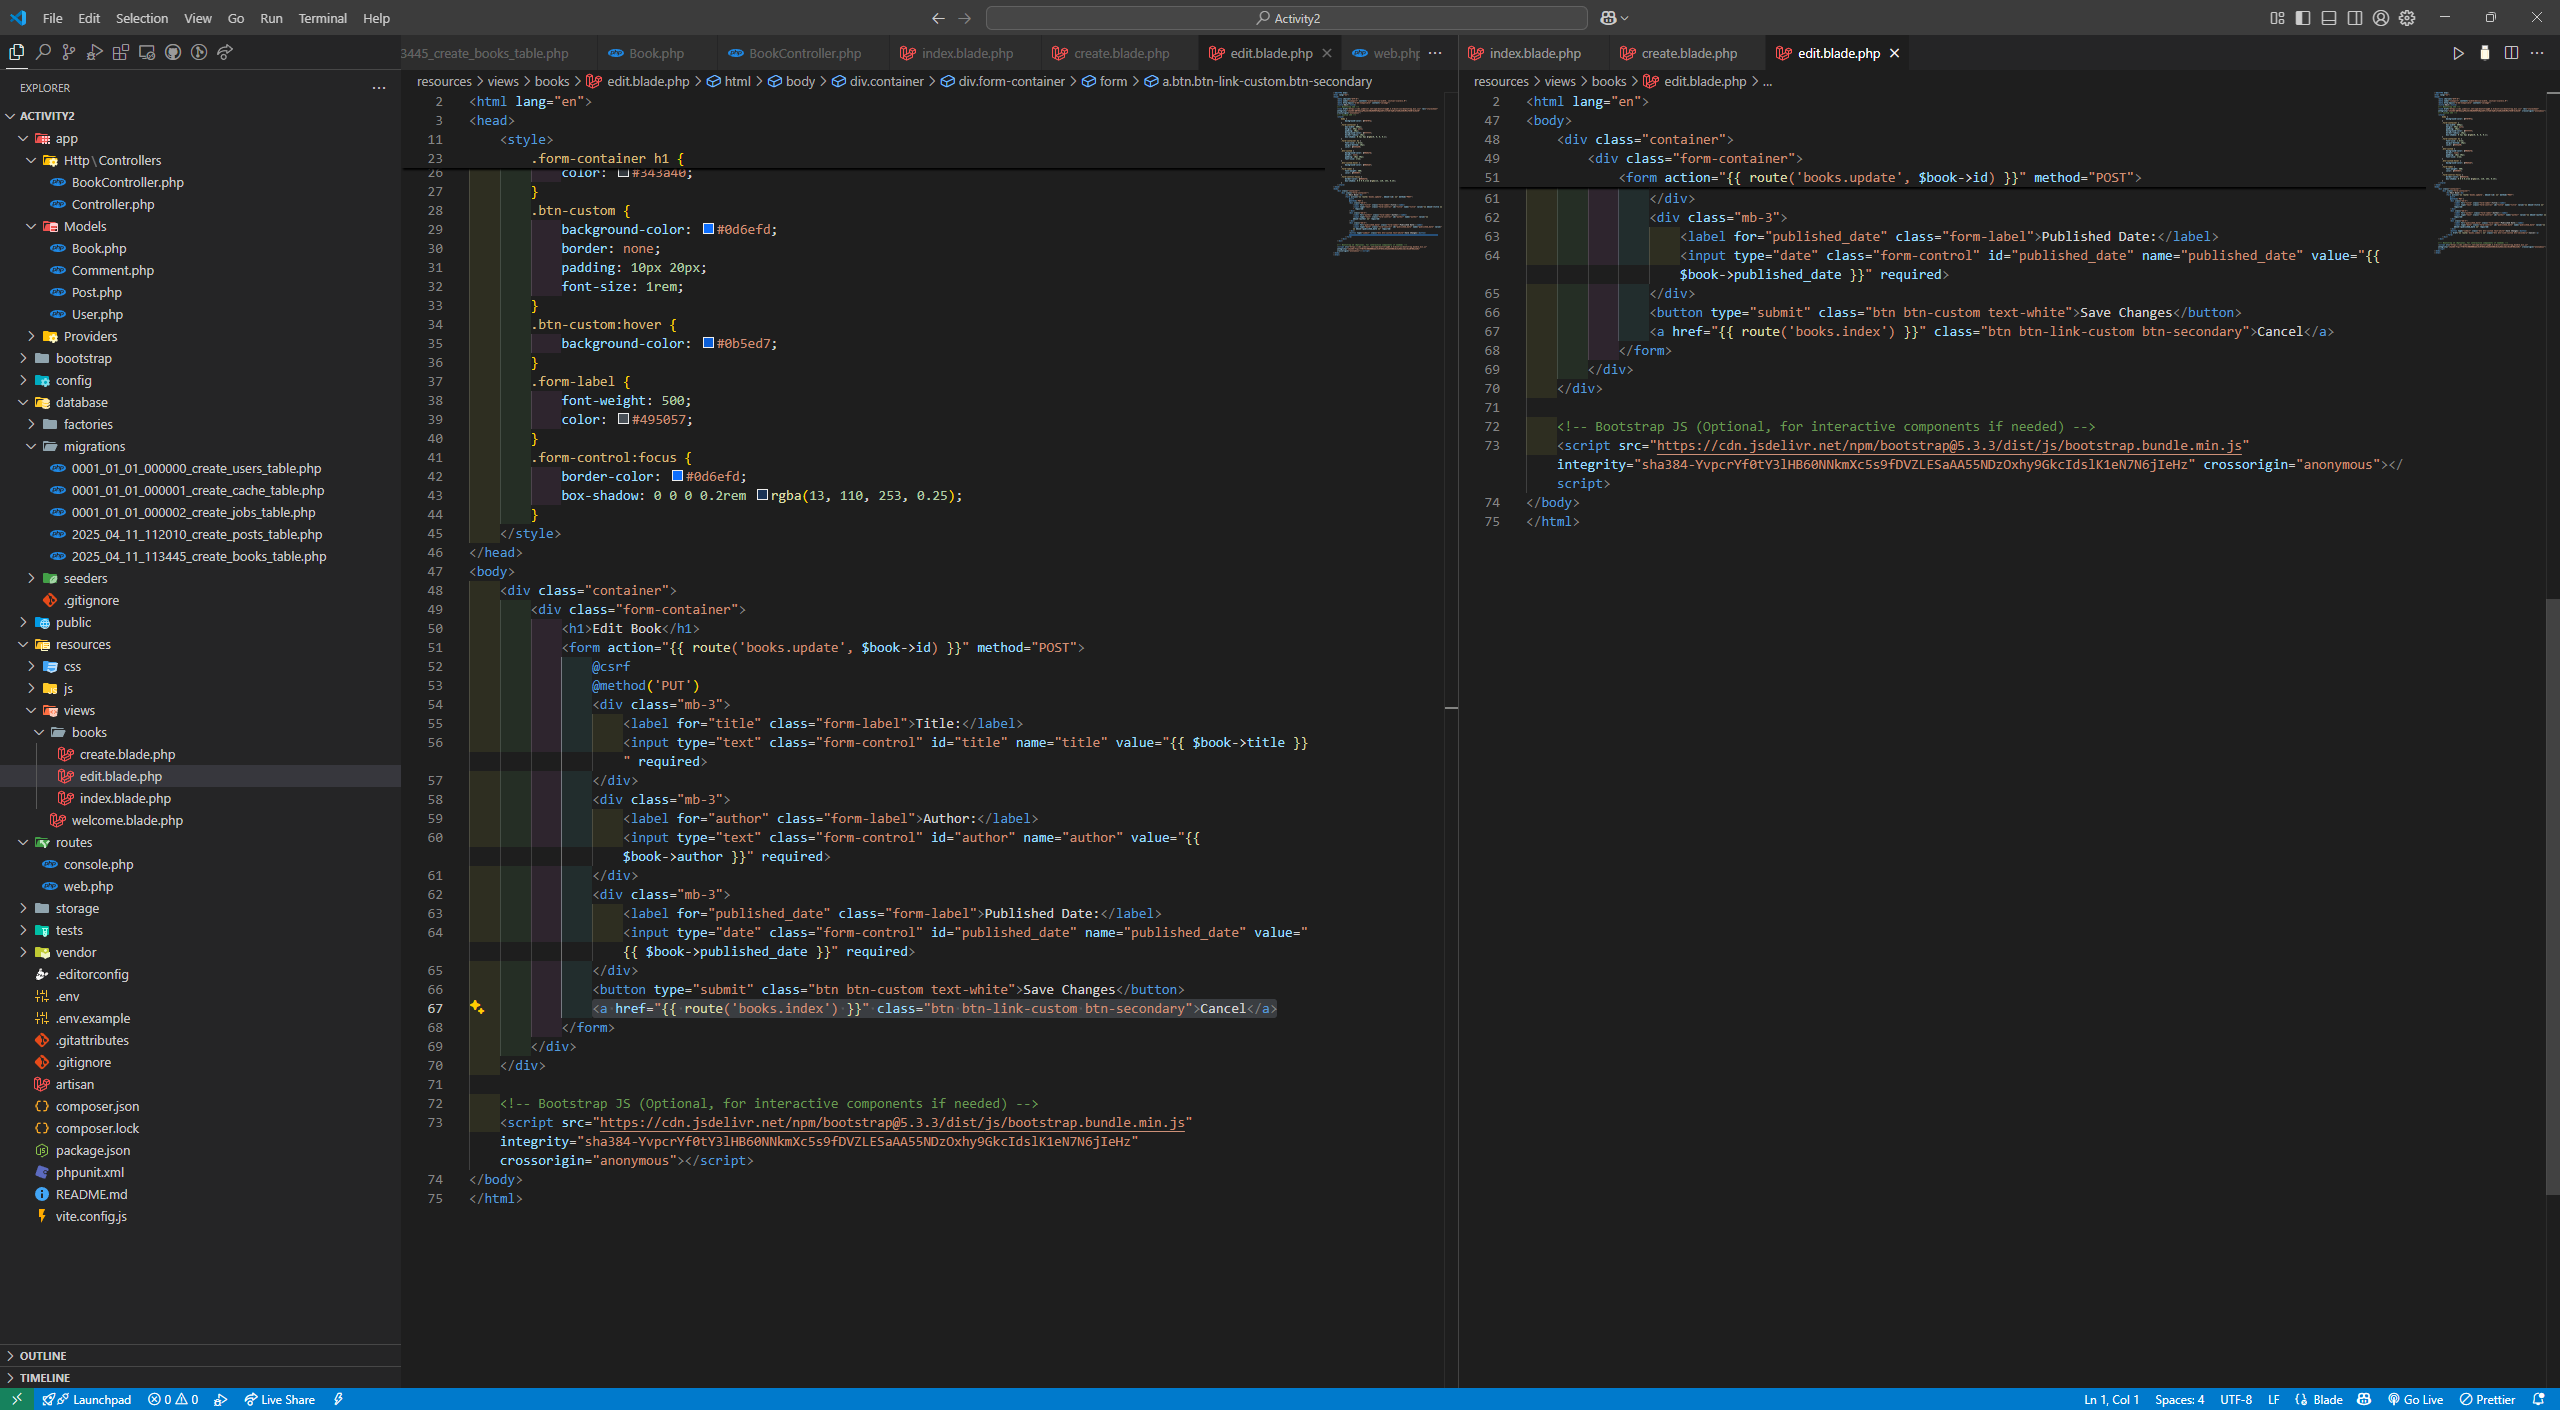 File Edit Selection View Go Run Terminal Help
Activity2
EXPLORER
ACTIVITY2
app
Http\Controllers
BookController.php
Controller.php
Models
Book.php
Comment.php
Post.php
User.php
Providers
bootstrap
config
database
factories
migrations
0001_01_01_000000_create_users_table.php
0001_01_01_000001_create_cache_table.php
0001_01_01_000002_create_jobs_table.php
2025_04_11_112010_create_posts_table.php
2025_04_11_113445_create_books_table.php
seeders
.gitignore
public
resources
css
js
views
books
create.blade.php
edit.blade.php
index.blade.php
welcome.blade.php
routes
console.php
web.php
storage
tests
vendor
.editorconfig
.env
.env.example
.gitattributes
.gitignore
artisan
composer.json
composer.lock
package.json
phpunit.xml
README.md
vite.config.js
OUTLINE
TIMELINE
3445_create_books_table.php Book.php BookController.php index.blade.php create.blade.php edit.blade.php web.php
resources > views > books > edit.blade.php > html > body > div.container > div.form-container > form > a.btn.btn-link-custom.btn-secondary
2 <html lang="en">
3 <head>
11 <style>
23 .form-container h1 {
26 color: #343a40;
27 }
28 .btn-custom {
29 background-color: #0d6efd;
30 border: none;
31 padding: 10px 20px;
32 font-size: 1rem;
33 }
34 .btn-custom:hover {
35 background-color: #0b5ed7;
36 }
37 .form-label {
38 font-weight: 500;
39 color: #495057;
40 }
41 .form-control:focus {
42 border-color: #0d6efd;
43 box-shadow: 0 0 0 0.2rem rgba(13, 110, 253, 0.25);
44 }
45 </style>
46 </head>
47 <body>
48 <div class="container">
49 <div class="form-container">
50 <h1>Edit Book</h1>
51 <form action="{{ route('books.update', $book->id) }}" method="POST">
52 @csrf
53 @method('PUT')
54 <div class="mb-3">
55 <label for="title" class="form-label">Title:</label>
56 <input type="text" class="form-control" id="title" name="title" value="{{ $book->title }}
" required>
57 </div>
58 <div class="mb-3">
59 <label for="author" class="form-label">Author:</label>
60 <input type="text" class="form-control" id="author" name="author" value="{{
$book->author }}" required>
61 </div>
62 <div class="mb-3">
63 <label for="published_date" class="form-label">Published Date:</label>
64 <input type="date" class="form-control" id="published_date" name="published_date" value="
{{ $book->published_date }}" required>
65 </div>
66 <button type="submit" class="btn btn-custom text-white">Save Changes</button>
67 <a href="{{ route('books.index') }}" class="btn btn-link-custom btn-secondary">Cancel</a>
68 </form>
69 </div>
70 </div>
71
72 <!-- Bootstrap JS (Optional, for interactive components if needed) -->
73 <script src="https://cdn.jsdelivr.net/npm/bootstrap@5.3.3/dist/js/bootstrap.bundle.min.js"
integrity="sha384-YvpcrYf0tY3lHB60NNkmXc5s9fDVZLESaAA55NDzOxhy9GkcIdslK1eN7N6jIeHz"
crossorigin="anonymous"></script>
74 </body>
75 </html>
index.blade.php create.blade.php edit.blade.php
resources > views > books > edit.blade.php > ...
2 <html lang="en">
47 <body>
48 <div class="container">
49 <div class="form-container">
51 <form action="{{ route('books.update', $book->id) }}" method="POST">
61 </div>
62 <div class="mb-3">
63 <label for="published_date" class="form-label">Published Date:</label>
64 <input type="date" class="form-control" id="published_date" name="published_date" value="{{
$book->published_date }}" required>
65 </div>
66 <button type="submit" class="btn btn-custom text-white">Save Changes</button>
67 <a href="{{ route('books.index') }}" class="btn btn-link-custom btn-secondary">Cancel</a>
68 </form>
69 </div>
70 </div>
71
72 <!-- Bootstrap JS (Optional, for interactive components if needed) -->
73 <script src="https://cdn.jsdelivr.net/npm/bootstrap@5.3.3/dist/js/bootstrap.bundle.min.js"
integrity="sha384-YvpcrYf0tY3lHB60NNkmXc5s9fDVZLESaAA55NDzOxhy9GkcIdslK1eN7N6jIeHz" crossorigin="anonymous"></
script>
74 </body>
75 </html>
Launchpad 0 0 Live Share
Ln 1, Col 1 Spaces: 4 UTF-8 LF Blade Go Live Prettier